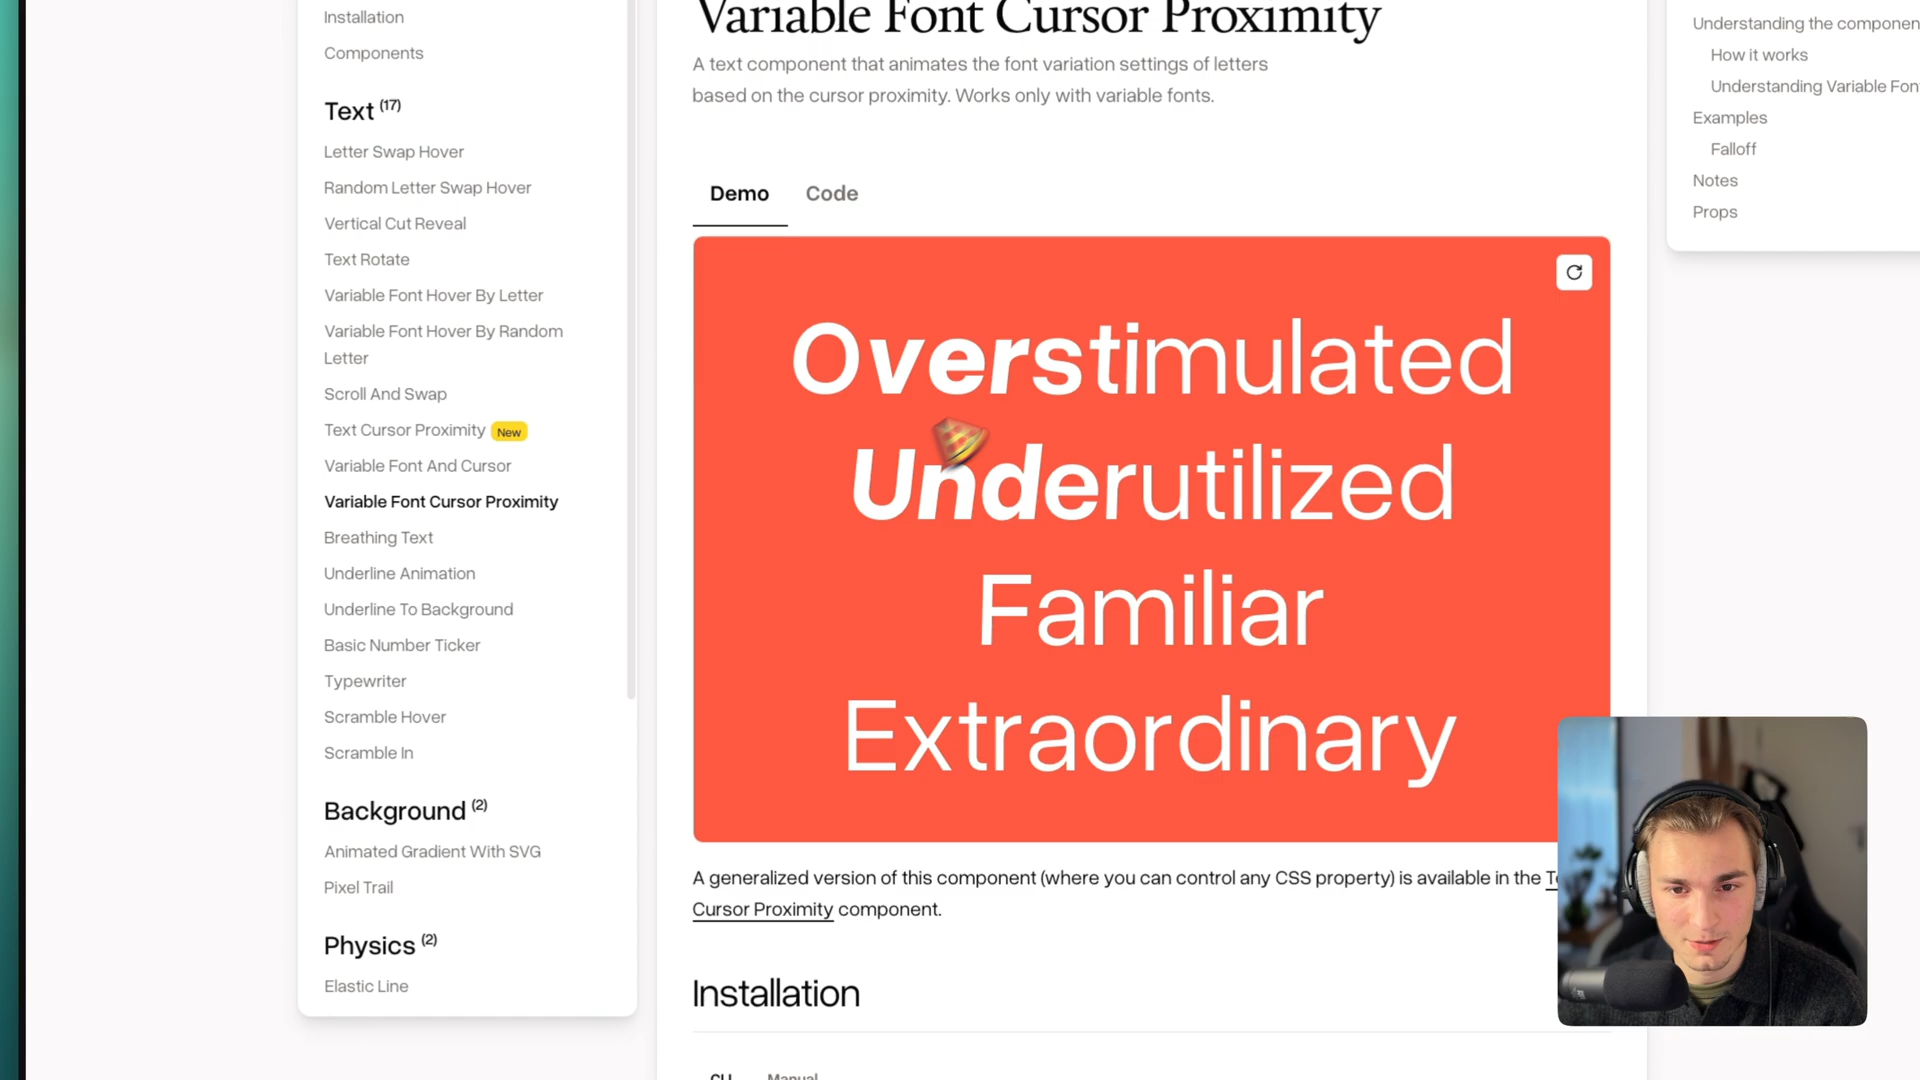 Installation
Components
Text (17)
Letter Swap Hover
Random Letter Swap Hover
Vertical Cut Reveal
Text Rotate
Variable Font Hover By Letter
Variable Font Hover By Random
Letter
Scroll And Swap
Text Cursor Proximity New
Variable Font And Cursor
Variable Font Cursor Proximity
Breathing Text
Underline Animation
Underline To Background
Basic Number Ticker
Typewriter
Scramble Hover
Scramble In
Background (2)
Animated Gradient With SVG
Pixel Trail
Physics (2)
Elastic Line
Variable Font Cursor Proximity
A text component that animates the font variation settings of letters
based on the cursor proximity. Works only with variable fonts.
Demo Code
Overstimulated
Underutilized
Familiar
Extraordinary
A generalized version of this component (where you can control any CSS property) is available in the
Cursor Proximity component.
Installation
CLI Manual
Understanding the componen
How it works
Understanding Variable Fon
Examples
Falloff
Notes
Props